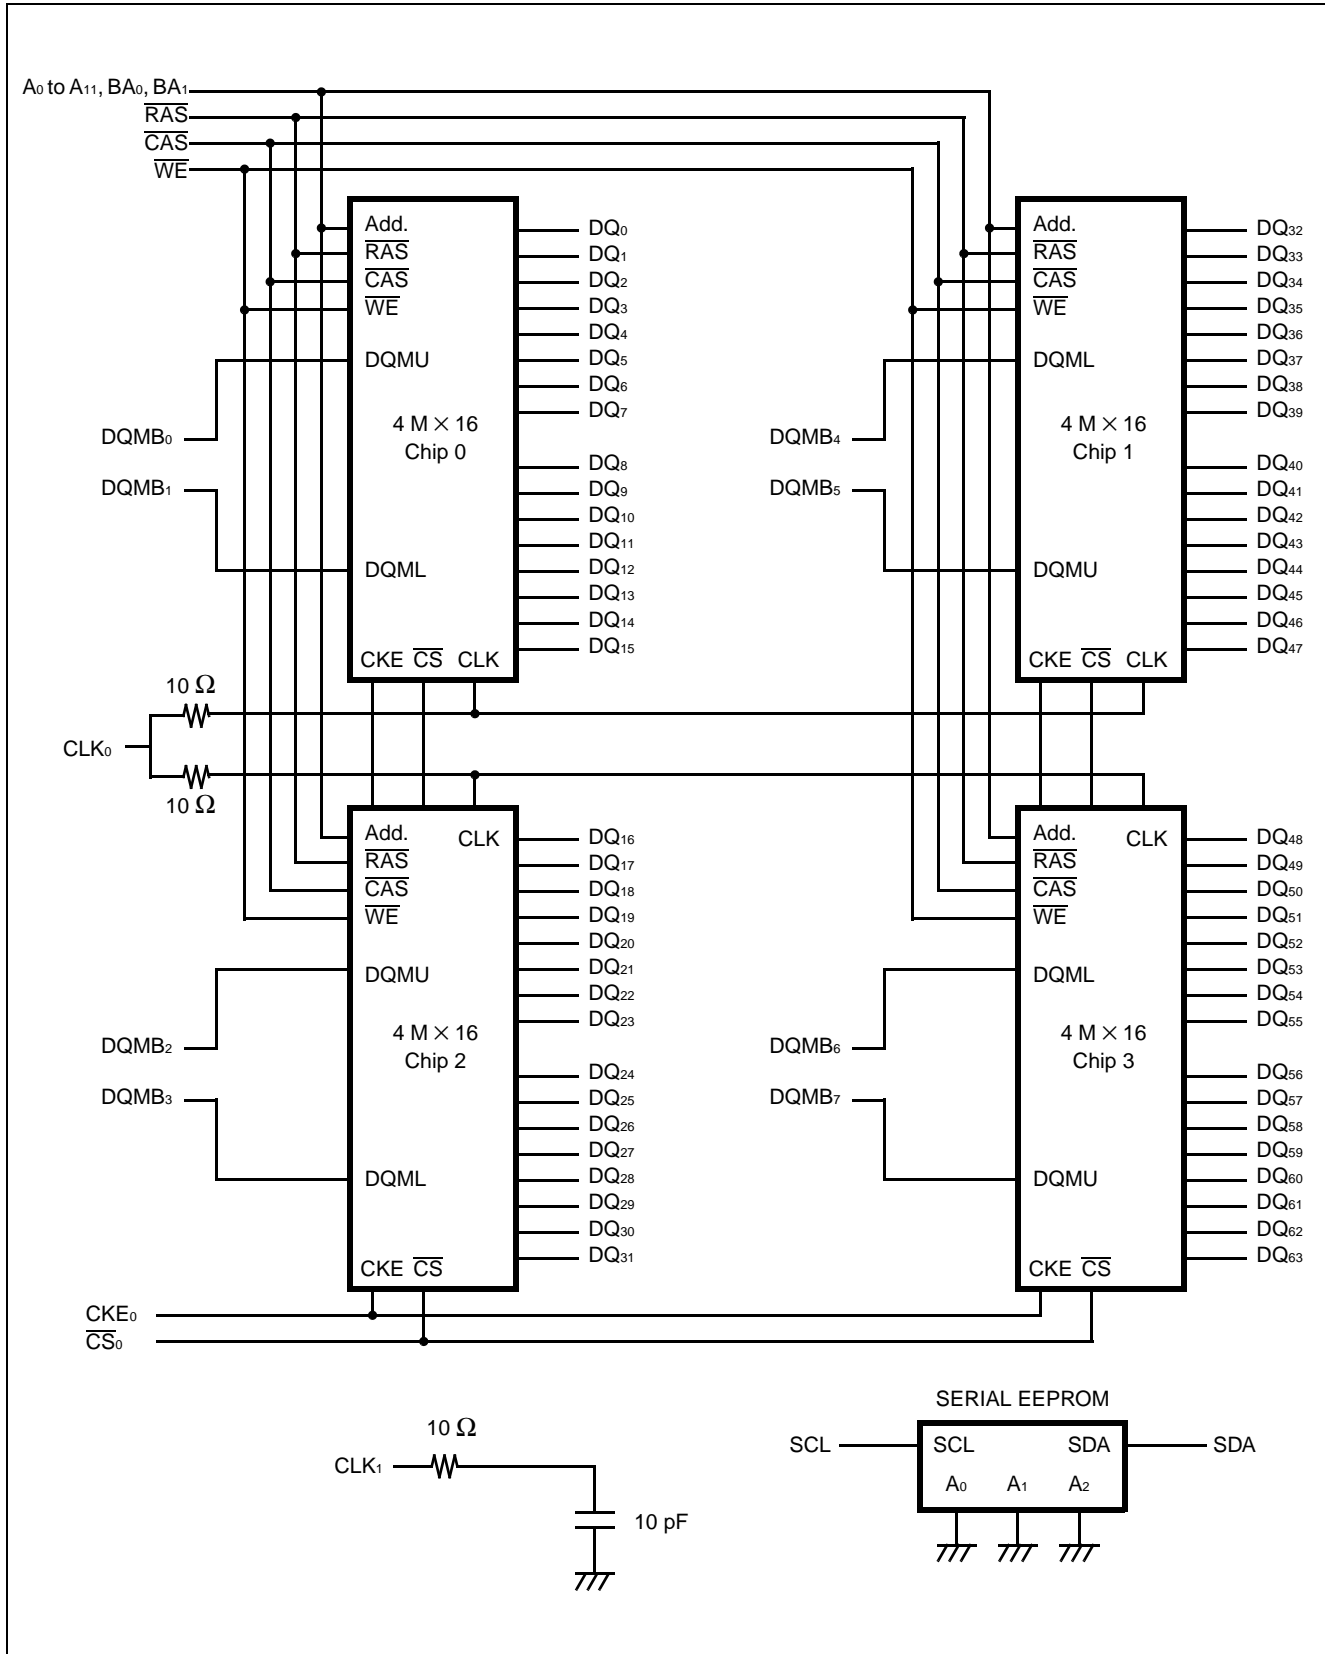 A0 to A11, BA0, BA1
RAS
CAS
WE
Add.
RAS
CAS
WE
DQMU
4 M × 16
Chip 0
DQML
CKE CS CLK
DQMB0
DQMB1
DQ0
DQ1
DQ2
DQ3
DQ4
DQ5
DQ6
DQ7
DQ8
DQ9
DQ10
DQ11
DQ12
DQ13
DQ14
DQ15
Add.
RAS
CAS
WE
DQML
4 M × 16
Chip 1
DQMU
CKE CS CLK
DQMB4
DQMB5
DQ32
DQ33
DQ34
DQ35
DQ36
DQ37
DQ38
DQ39
DQ40
DQ41
DQ42
DQ43
DQ44
DQ45
DQ46
DQ47
10 Ω
CLK0
10 Ω
Add.
CLK
RAS
CAS
WE
DQMU
4 M × 16
Chip 2
DQML
CKE CS
DQMB2
DQMB3
DQ16
DQ17
DQ18
DQ19
DQ20
DQ21
DQ22
DQ23
DQ24
DQ25
DQ26
DQ27
DQ28
DQ29
DQ30
DQ31
Add.
CLK
RAS
CAS
WE
DQML
4 M × 16
Chip 3
DQMU
CKE CS
DQMB6
DQMB7
DQ48
DQ49
DQ50
DQ51
DQ52
DQ53
DQ54
DQ55
DQ56
DQ57
DQ58
DQ59
DQ60
DQ61
DQ62
DQ63
CKE0
CS0
10 Ω
CLK1
10 pF
SERIAL EEPROM
SCL
SCL
SDA
SDA
A0 A1 A2